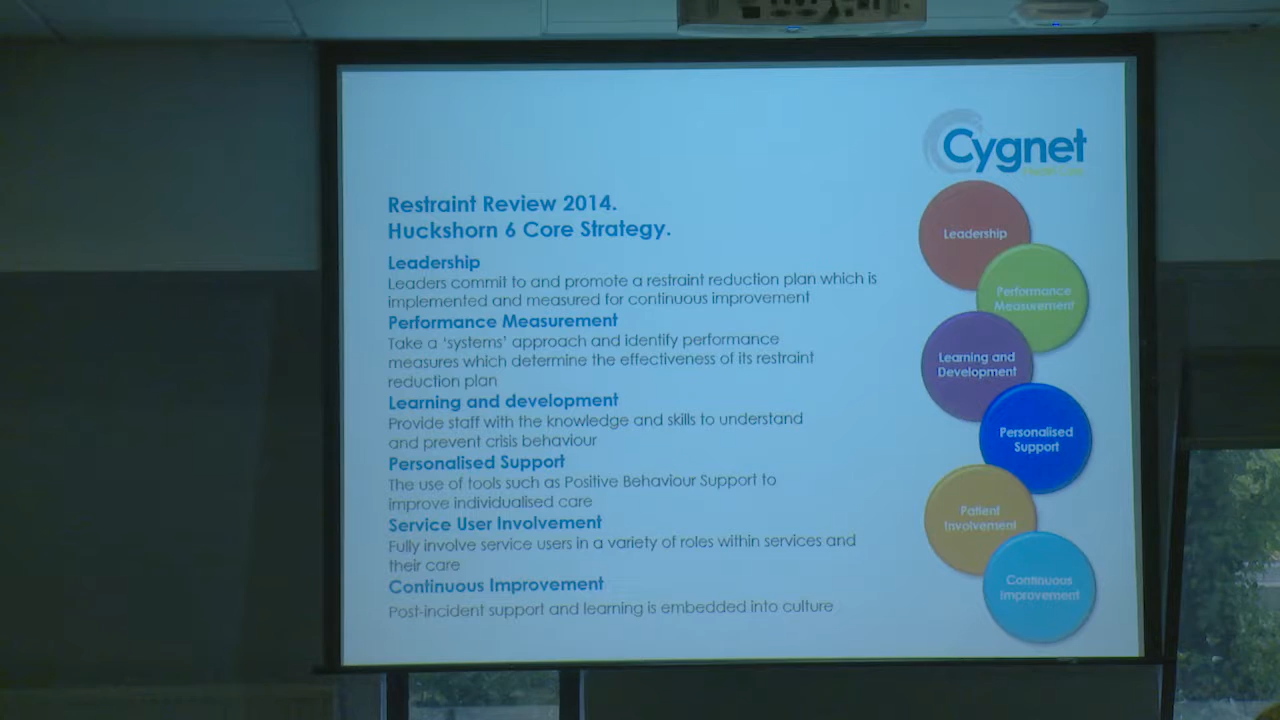 Cygnet
Health Care
Restraint Review 2014.
Huckshorn 6 Core Strategy.
Leadership
Leaders commit to and promote a restraint reduction plan which is
implemented and measured for continuous improvement
Performance Measurement
Take a ‘systems’ approach and identify performance
measures which determine the effectiveness of its restraint
reduction plan
Learning and development
Provide staff with the knowledge and skills to understand
and prevent crisis behaviour
Personalised Support
The use of tools such as Positive Behaviour Support to
improve individualised care
Service User Involvement
Fully involve service users in a variety of roles within services and
their care
Continuous Improvement
Post-incident support and learning is embedded into culture
Leadership
Performance
Measurement
Learning and
Development
Personalised
Support
Patient
Involvement
Continuous
Improvement